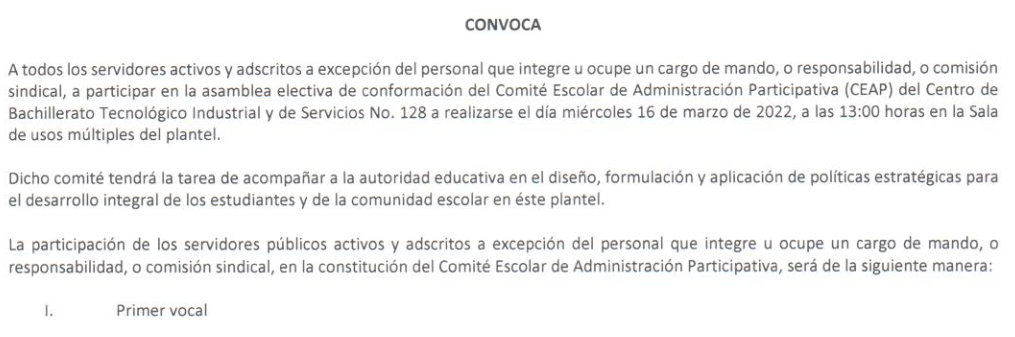 CONVOCA
A todos los servidores activos y adscritos a excepción del personal que integre u ocupe un cargo de mando, o responsabilidad, o comisión
sindical, a participar en la asamblea electiva de conformación del Comité Escolar de Administración Participativa (CEAP) del Centro de
Bachillerato Tecnológico Industrial y de Servicios No. 128 a realizarse el día miércoles 16 de marzo de 2022, a las 13:00 horas en la Sala
de usos múltiples del plantel.
Dicho comité tendrá la tarea de acompañar a la autoridad educativa en el diseño, formulación y aplicación de políticas estratégicas para
el desarrollo integral de los estudiantes y de la comunidad escolar en éste plantel.
La participación de los servidores públicos activos y adscritos a excepción del personal que integre u ocupe un cargo de mando, o
responsabilidad, o comisión sindical, en la constitución del Comité Escolar de Administración Participativa, será de la siguiente manera:
I. Primer vocal